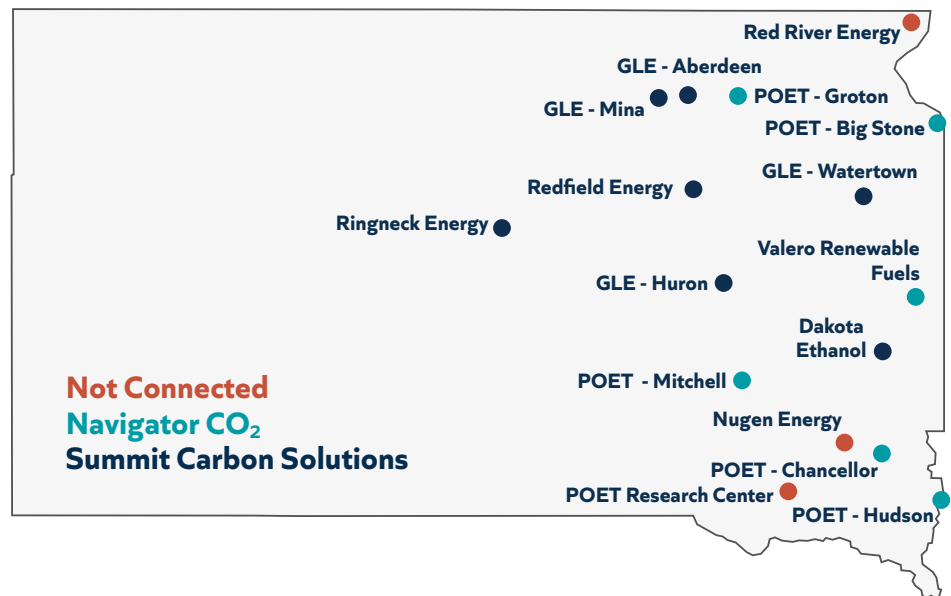 Red River Energy
GLE - Aberdeen
GLE - Mina
POET - Groton
POET - Big Stone
GLE - Watertown
Redfield Energy
Ringneck Energy
Valero Renewable
Fuels
GLE - Huron
Dakota
Ethanol
POET - Mitchell
Not Connected
Navigator CO₂
Summit Carbon Solutions
Nugen Energy
POET - Chancellor
POET Research Center
POET - Hudson